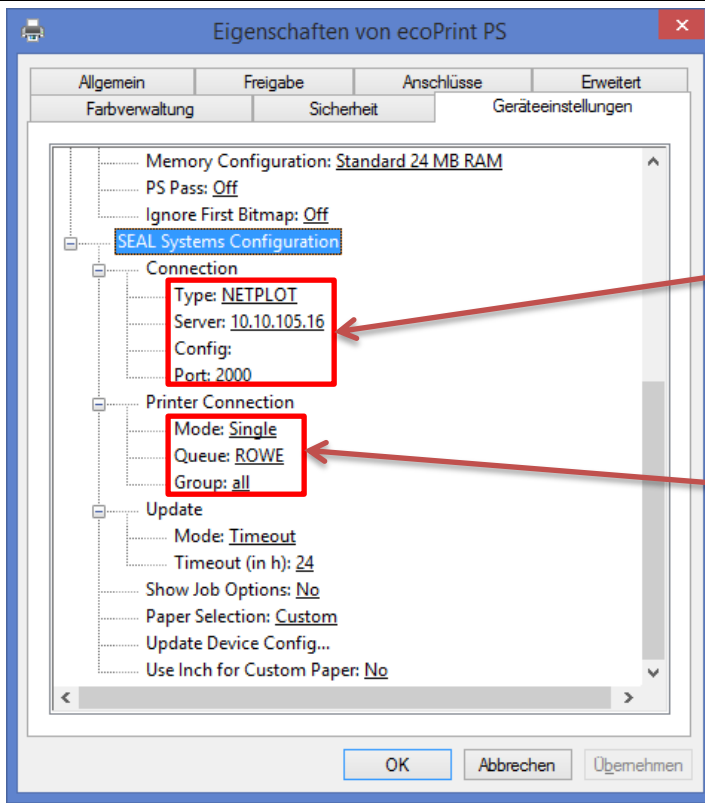 Eigenschaften von ecoPrint PS
Allgemein Freigabe Anschlüsse Erweitert
Farbverwaltung Sicherheit Geräteeinstellungen
Memory Configuration: Standard 24 MB RAM
PS Pass: Off
Ignore First Bitmap: Off
SEAL Systems Configuration
Connection
Type: NETPLOT
Server: 10.10.105.16
Config:
Port: 2000
Printer Connection
Mode: Single
Queue: ROWE
Group: all
Update
Mode: Timeout
Timeout (in h): 24
Show Job Options: No
Paper Selection: Custom
Update Device Config...
Use Inch for Custom Paper: No
OK Abbrechen Übernehmen